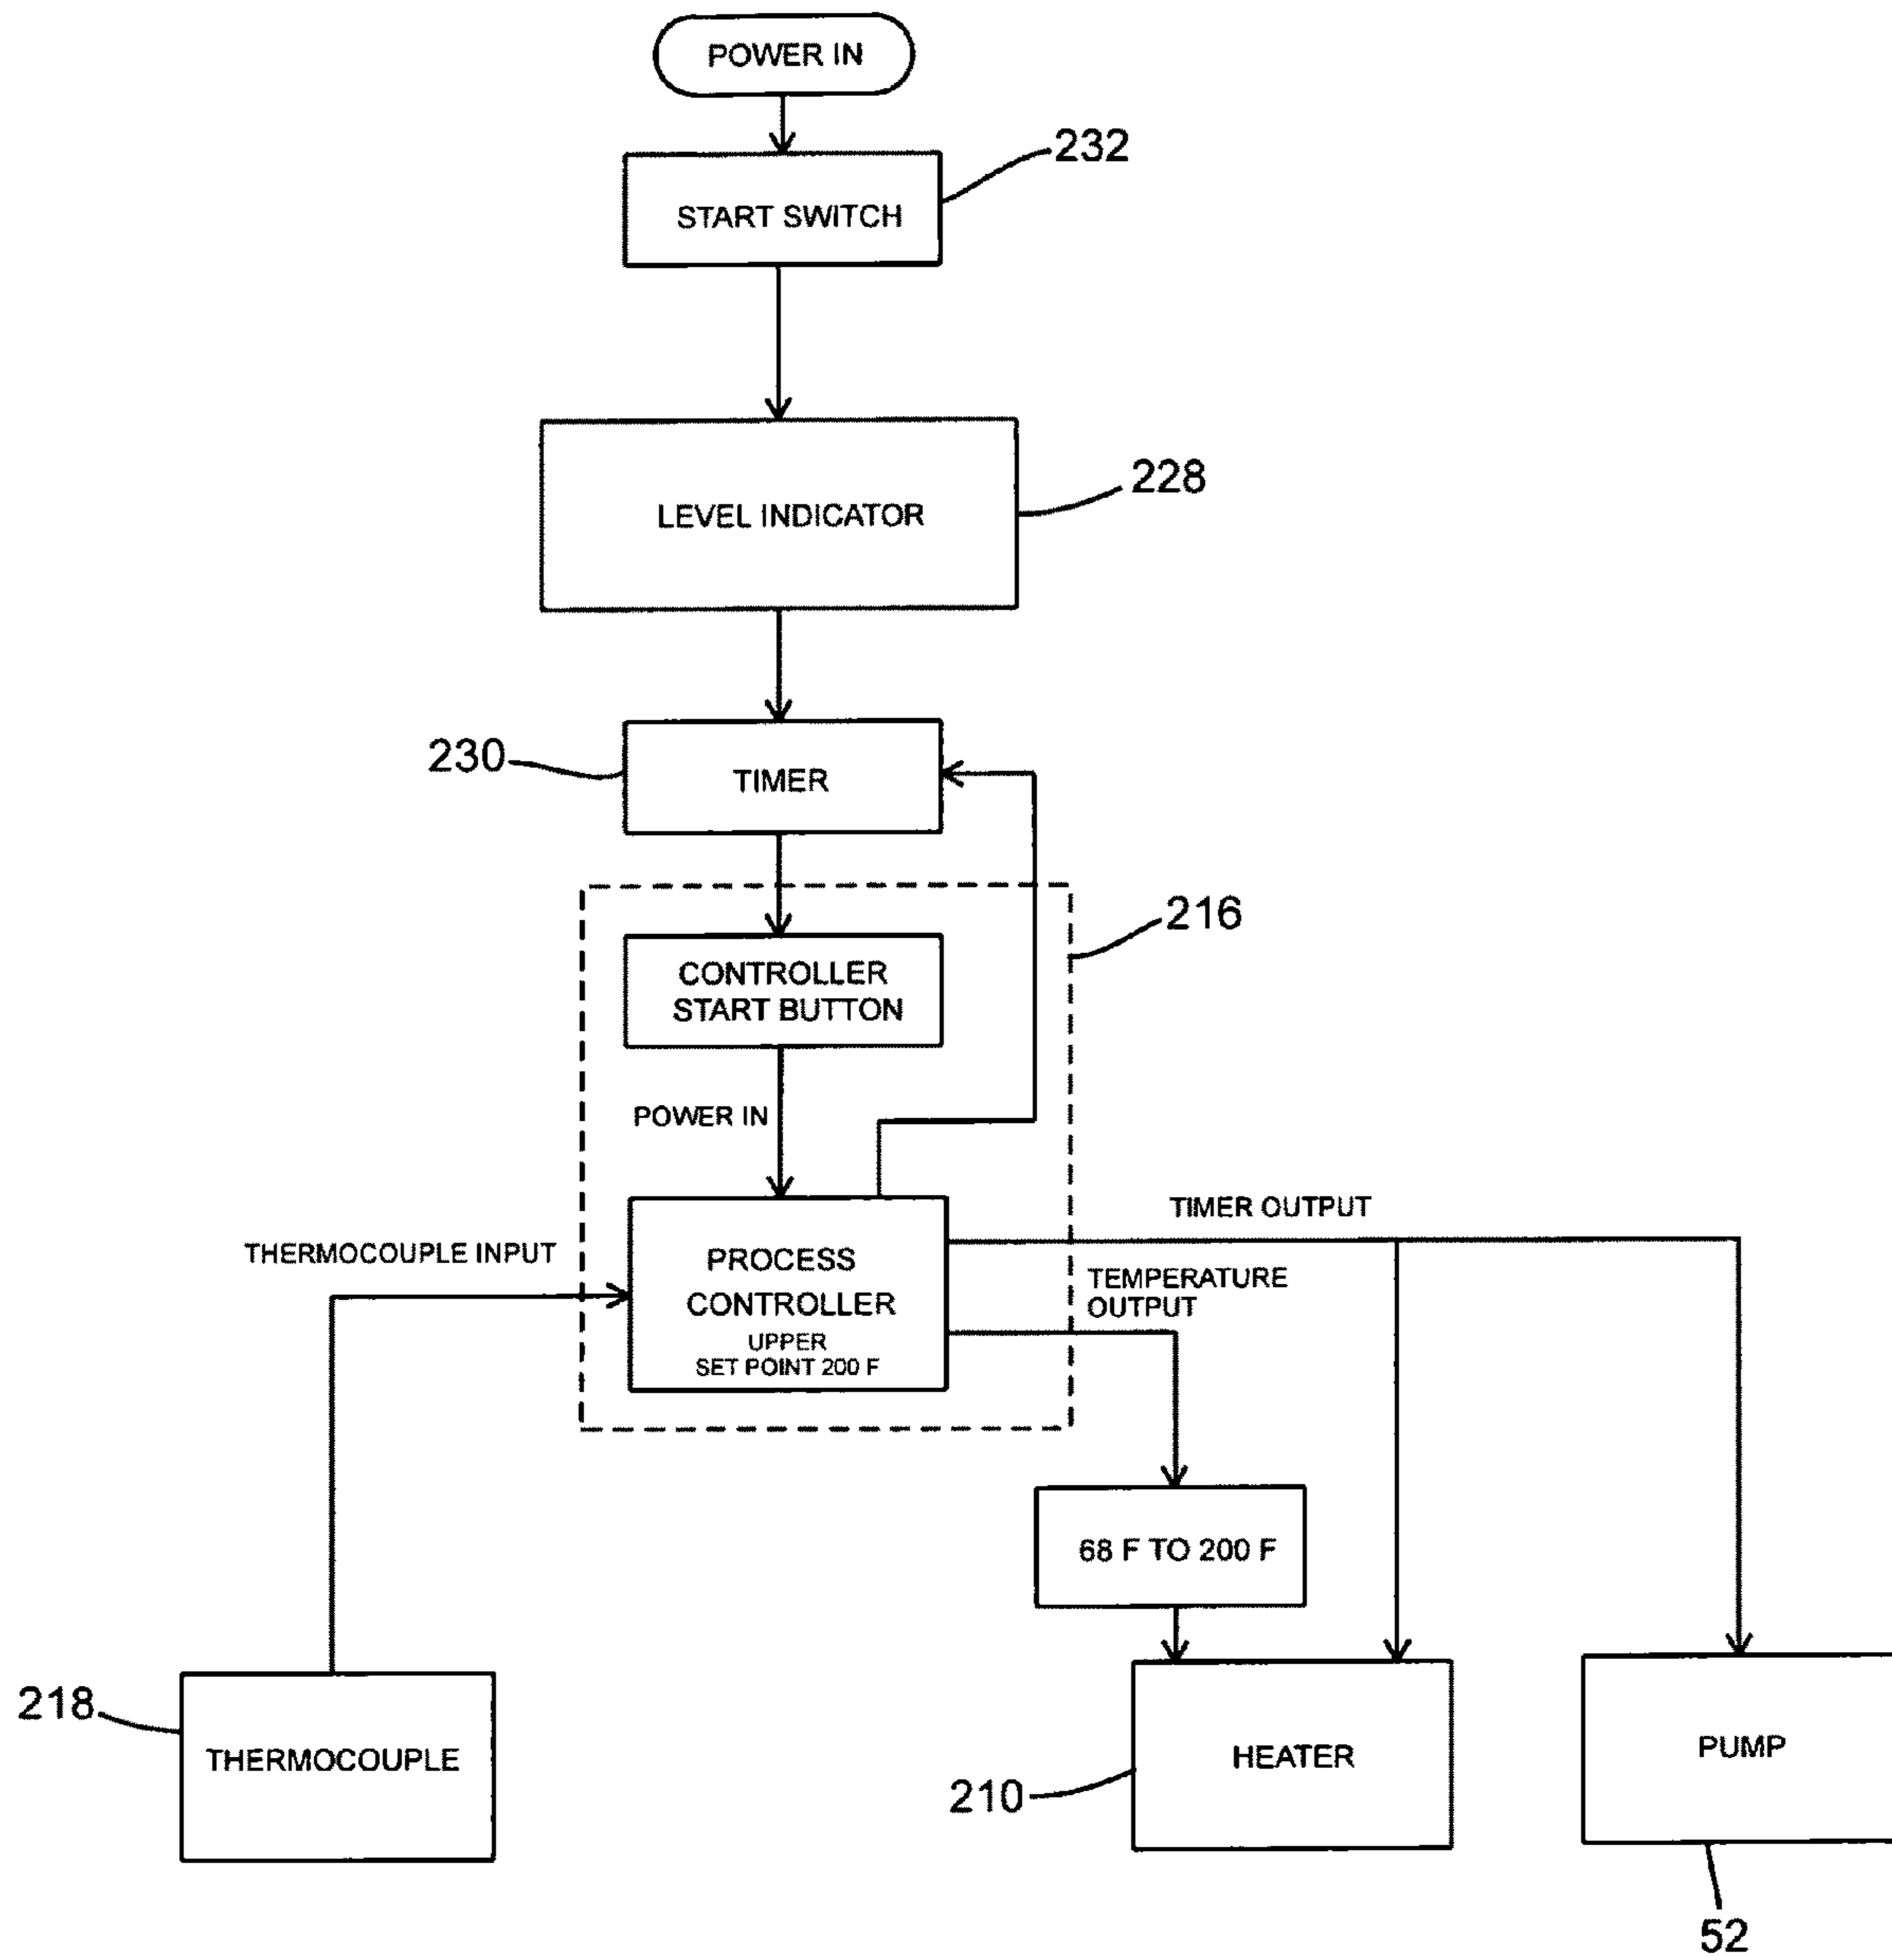 POWER IN
232
START SWITCH
228
LEVEL INDICATOR
230
TIMER
216
CONTROLLER
START BUTTON
POWER IN
TIMER OUTPUT
THERMOCOUPLE INPUT
PROCESS
CONTROLLER
UPPER
SET POINT 200 F
TEMPERATURE
OUTPUT
68 F TO 200 F
218
THERMOCOUPLE
HEATER
210
PUMP
52